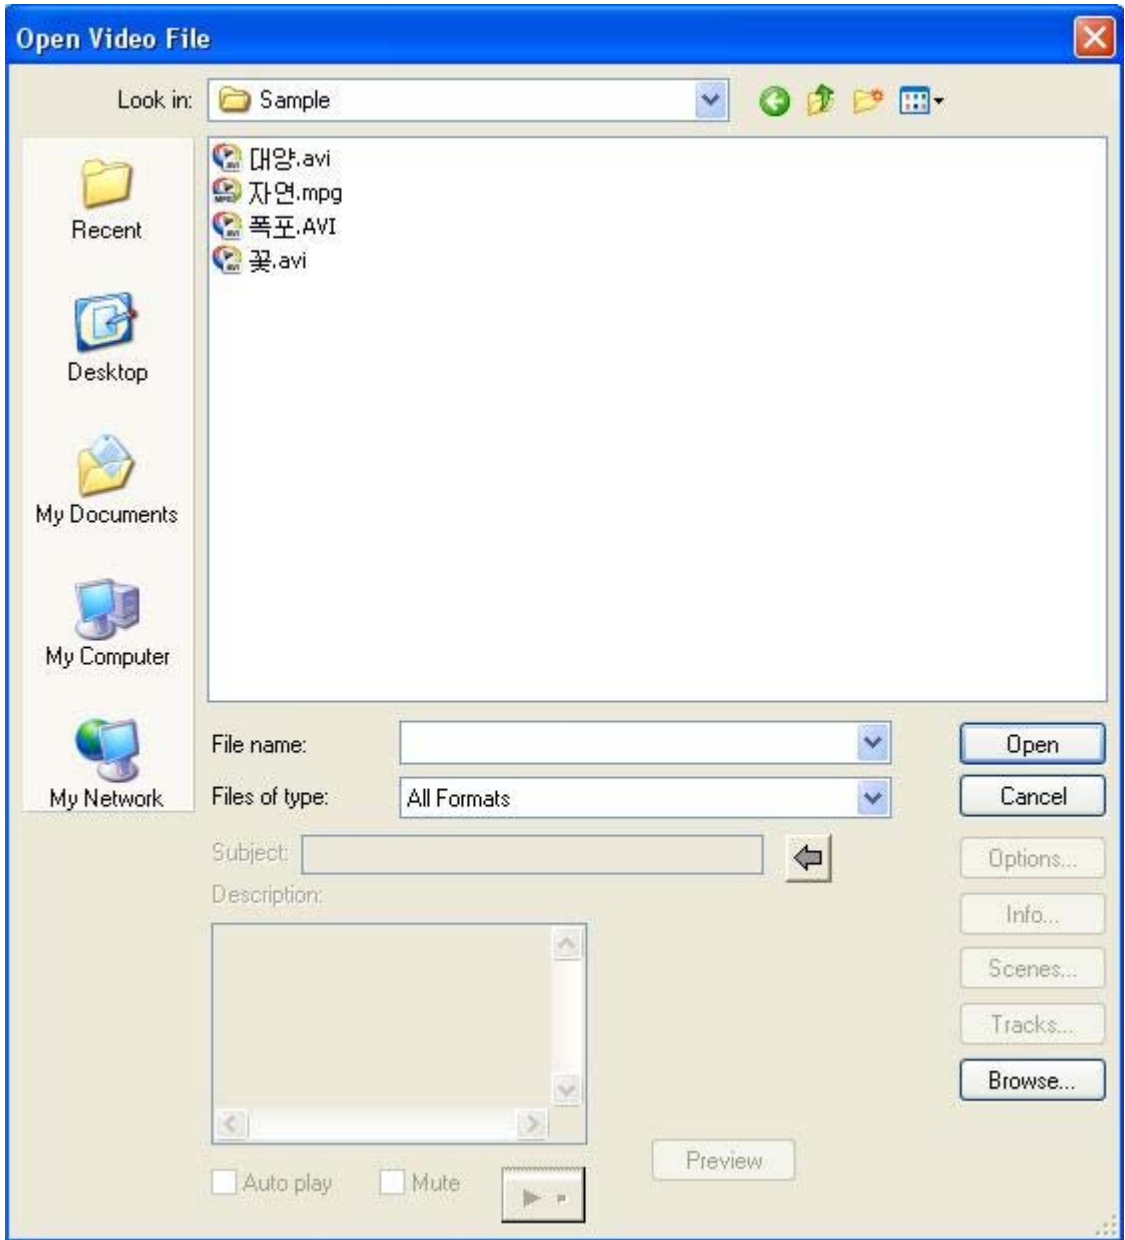 Open Video File
Look in: Sample
대양.avi
자연.mpg
폭포.AVI
꽃.avi
Recent
Desktop
My Documents
My Computer
My Network
File name:
Open
Files of type: All Formats
Cancel
Subject:
Options...
Description:
Info...
Scenes...
Tracks...
Browse...
Preview
Auto play
Mute